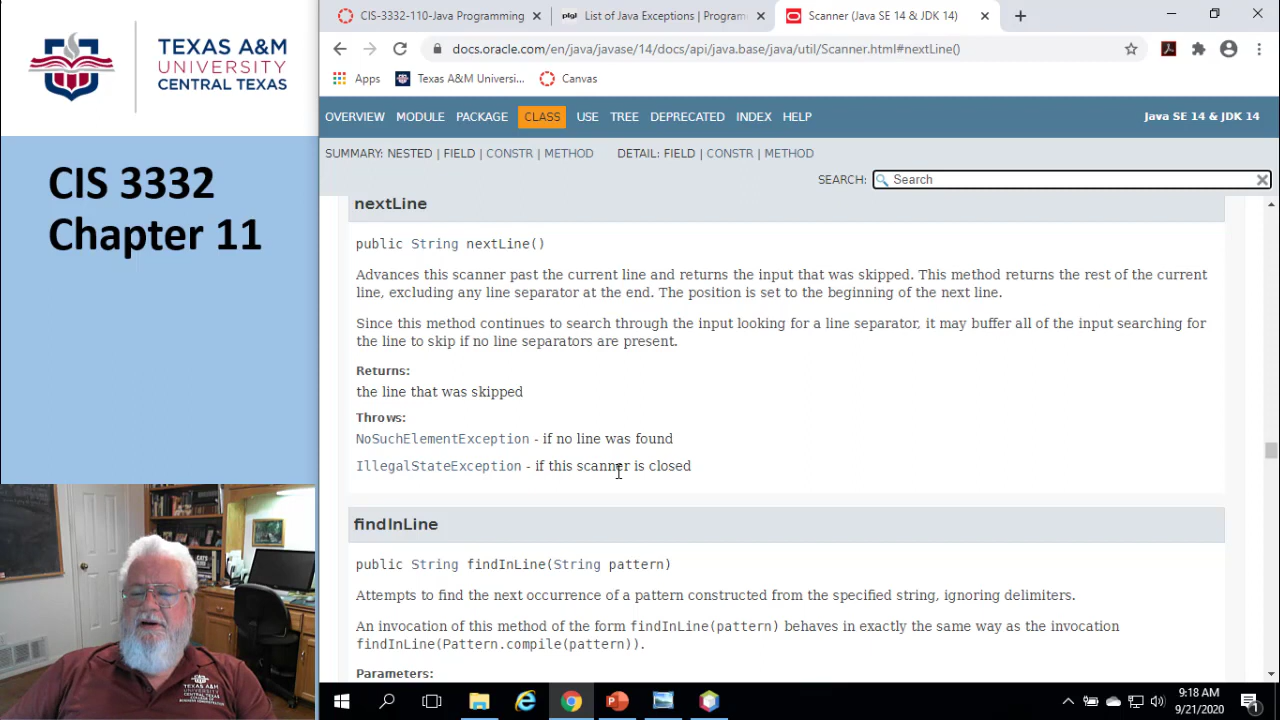 TEXAS A&M
UNIVERSITY
CENTRAL TEXAS
CIS 3332
Chapter 11
CIS-3332-110-Java Programming
List of Java Exceptions | Program
Scanner (Java SE 14 & JDK 14)
docs.oracle.com/en/java/javase/14/docs/api/java.base/java/util/Scanner.html#nextLine()
Apps
Texas A&M Universi...
Canvas
OVERVIEW MODULE PACKAGE CLASS USE TREE DEPRECATED INDEX HELP
Java SE 14 & JDK 14
SUMMARY: NESTED | FIELD | CONSTR | METHOD DETAIL: FIELD | CONSTR | METHOD
SEARCH: Search
nextLine
public String nextLine()
Advances this scanner past the current line and returns the input that was skipped. This method returns the rest of the current
line, excluding any line separator at the end. The position is set to the beginning of the next line.
Since this method continues to search through the input looking for a line separator, it may buffer all of the input searching for
the line to skip if no line separators are present.
Returns:
the line that was skipped
Throws:
NoSuchElementException - if no line was found
IllegalStateException - if this scanner is closed
findInLine
public String findInLine(String pattern)
Attempts to find the next occurrence of a pattern constructed from the specified string, ignoring delimiters.
An invocation of this method of the form findInLine(pattern) behaves in exactly the same way as the invocation
findInLine(Pattern.compile(pattern)).
Parameters:
TEXAS A&M
UNIVERSITY
CENTRAL TEXAS
9:18 AM
9/21/2020